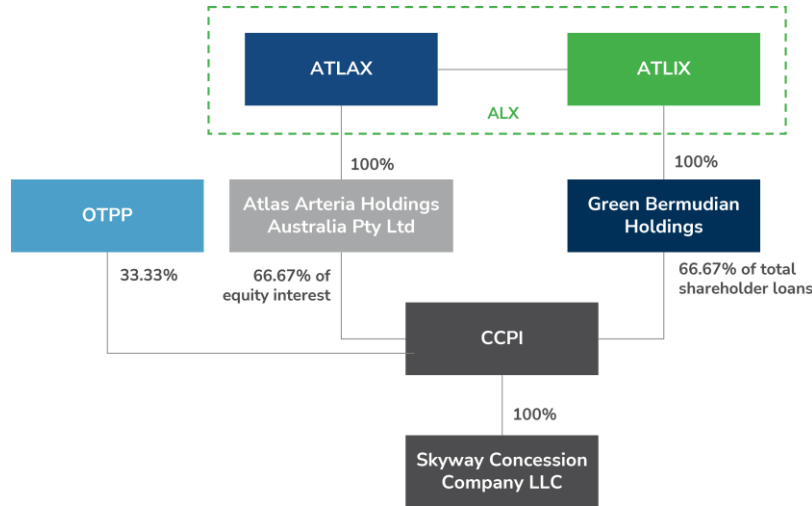 ATLAX
ATLIX
ALX
100%
100%
OTPP
Atlas Arteria Holdings
Australia Pty Ltd
Green Bermudian
Holdings
33.33%
66.67% of
equity interest
66.67% of total
shareholder loans
CCPI
100%
Skyway Concession
Company LLC